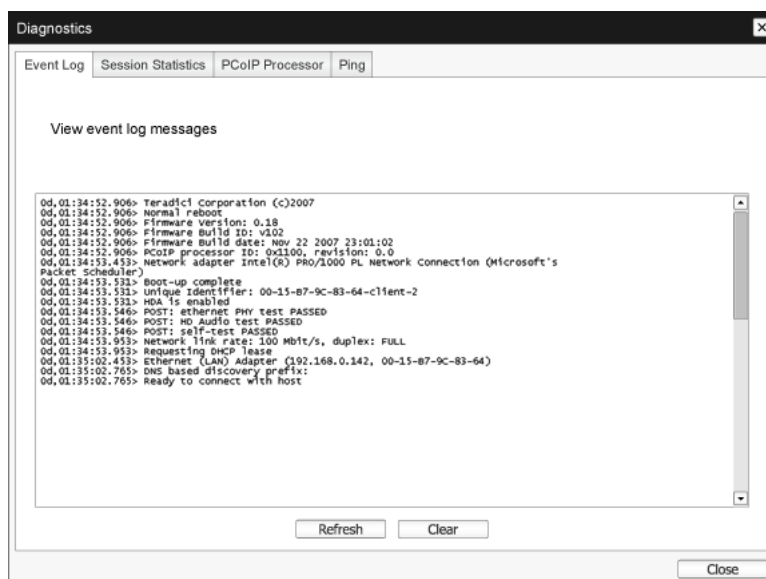 Diagnostics
Event Log Session Statistics PCoIP Processor Ping
View event log messages
0d,01:34:52.906> Teradici Corporation (c)2007
0d,01:34:52.906> Normal reboot
0d,01:34:52.906> Firmware Version: 0.18
0d,01:34:52.906> Firmware Build ID: v102
0d,01:34:52.906> Firmware Build date: Nov 22 2007 23:01:02
0d,01:34:52.906> PCoIP processor ID: 0x1100, revision: 0.0
0d,01:34:53.453> Network adapter Intel(R) PRO/1000 PL Network Connection (Microsoft's
Packet Scheduler)
0d,01:34:53.531> Boot-up complete
0d,01:34:53.531> Unique Identifier: 00-15-B7-9C-83-64-client-2
0d,01:34:53.531> HDA is enabled
0d,01:34:53.546> POST: ethernet PHY test PASSED
0d,01:34:53.546> POST: HD Audio test PASSED
0d,01:34:53.546> POST: self-test PASSED
0d,01:34:53.953> Network link rate: 100 Mbit/s, duplex: FULL
0d,01:34:53.953> Requesting DHCP lease
0d,01:35:02.453> Ethernet (LAN) Adapter (192.168.0.142, 00-15-B7-9C-83-64)
0d,01:35:02.765> DNS based discovery prefix:
0d,01:35:02.765> Ready to connect with host
Refresh Clear
Close